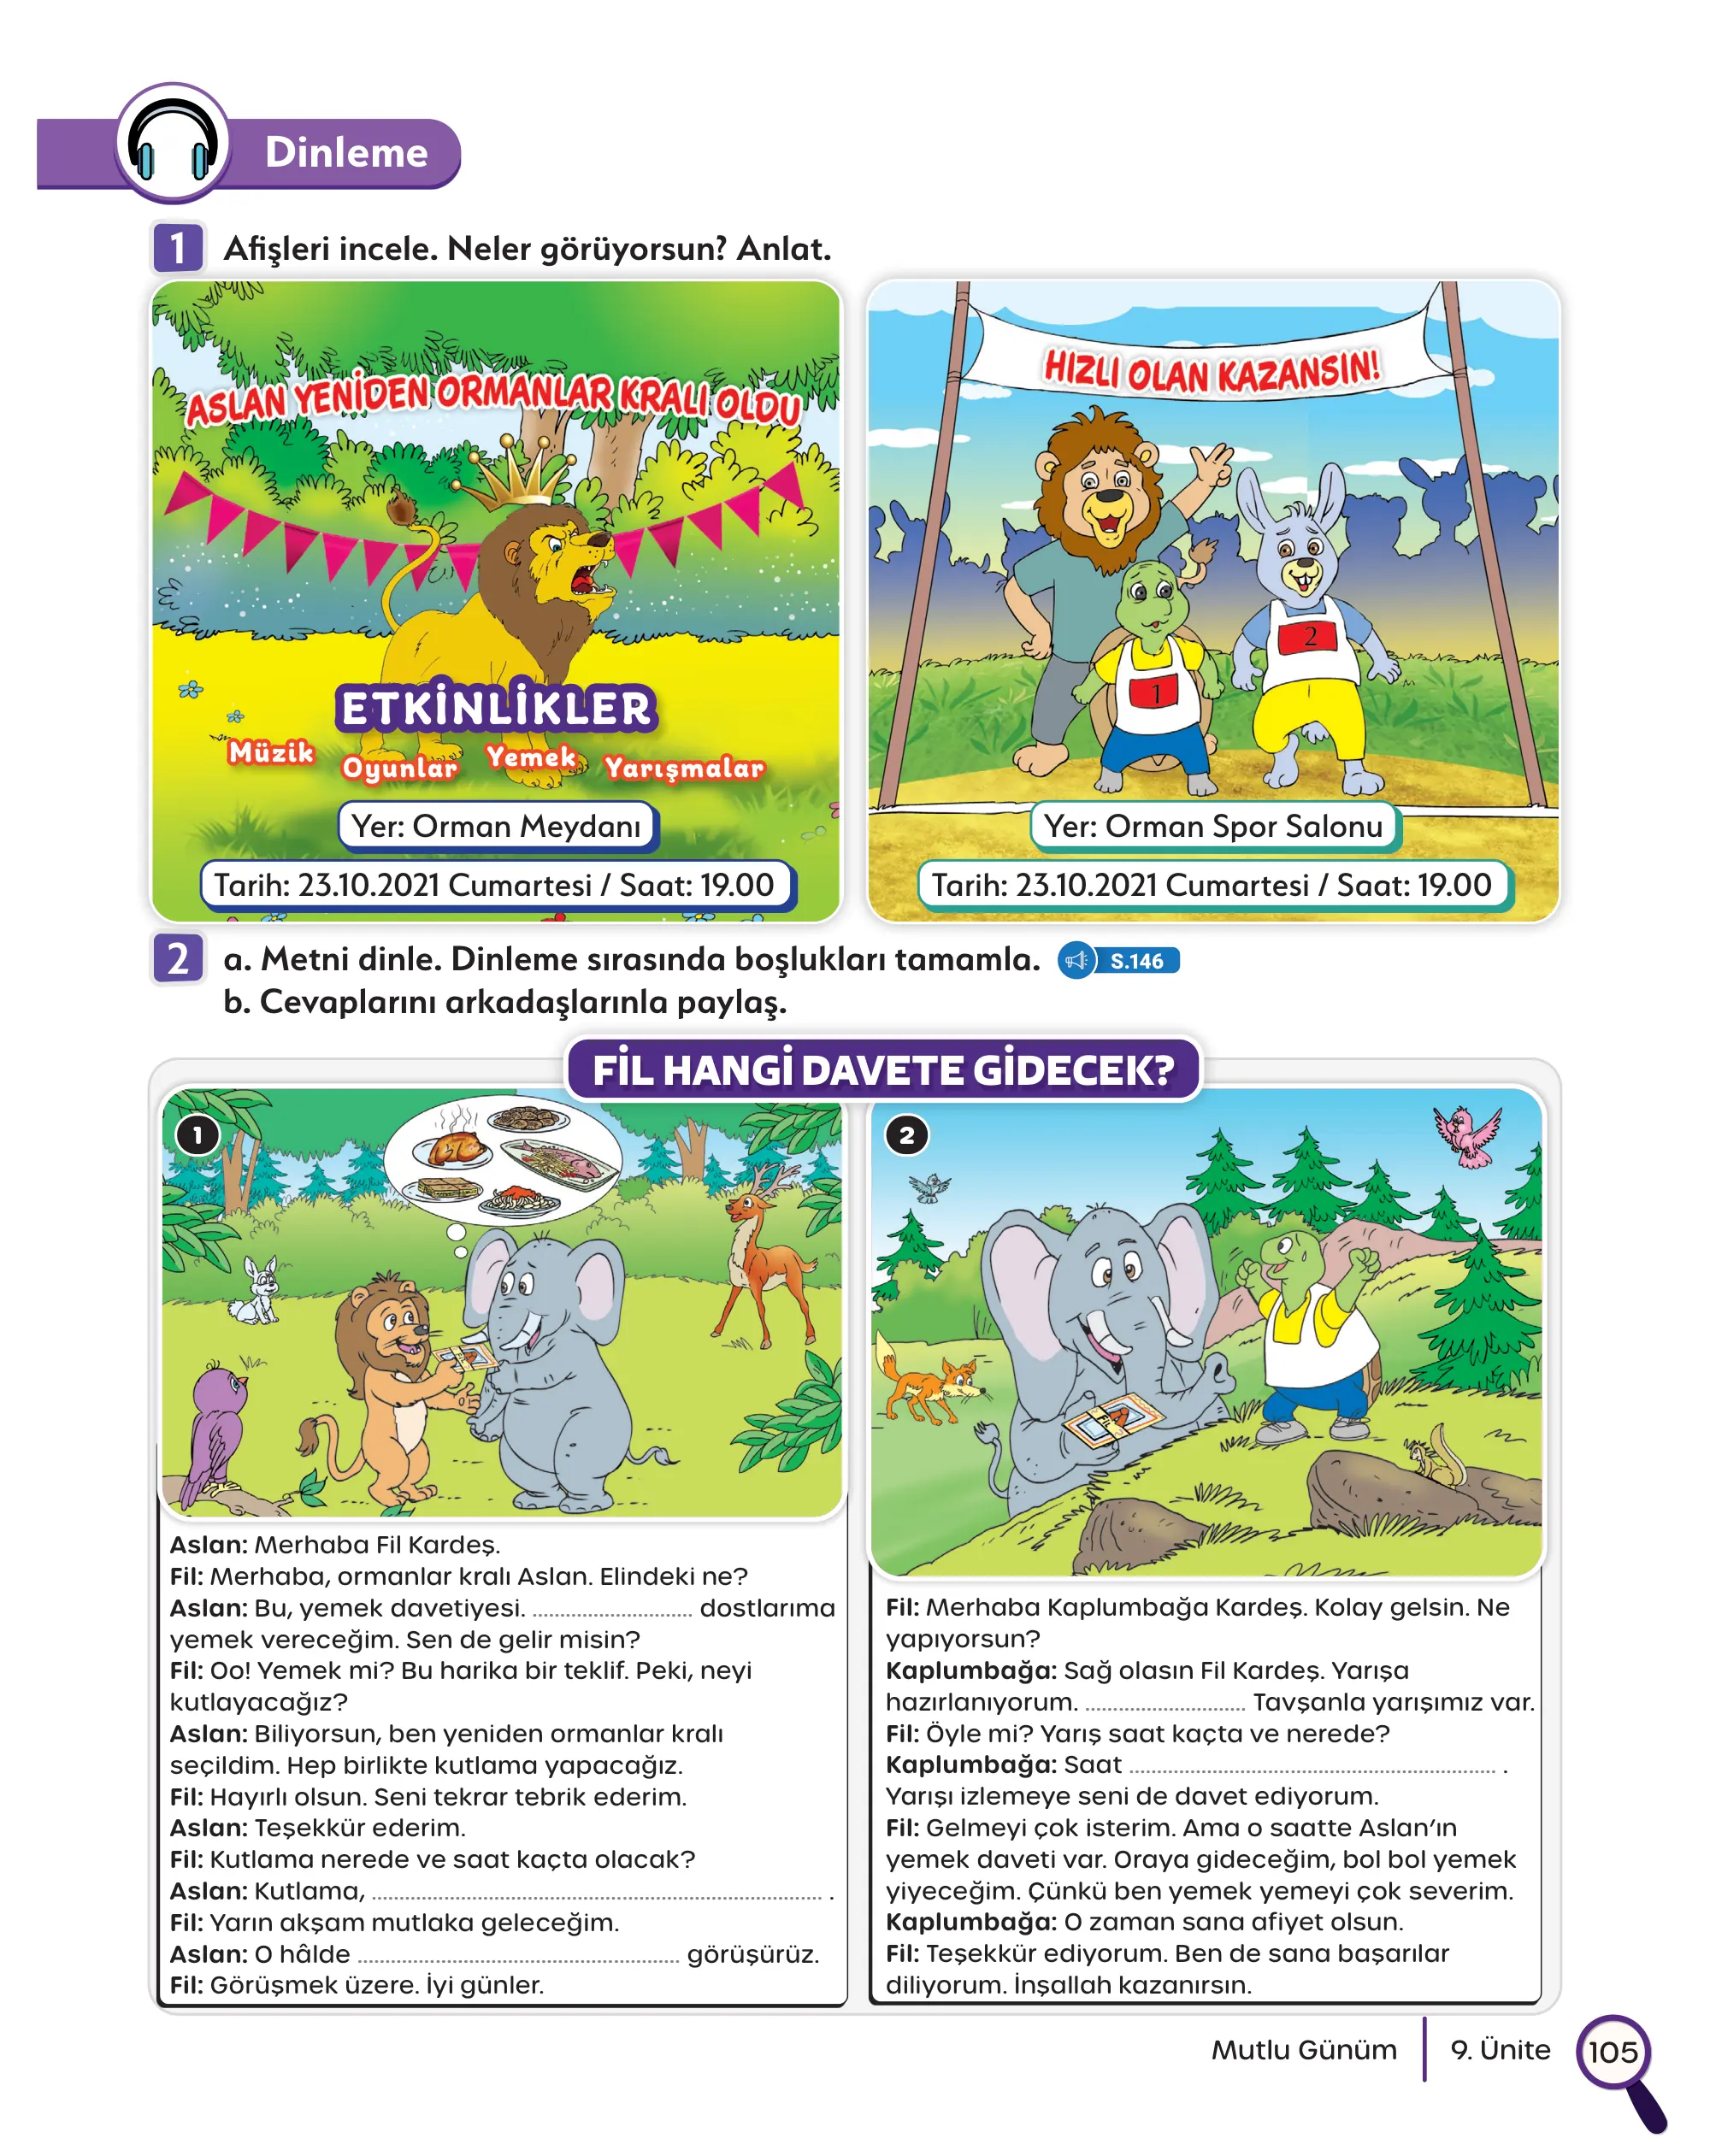 Dinleme
1 Afişleri incele. Neler görüyorsun? Anlat.
ASLAN YENİDEN ORMANLAR KRALI OLDU
ETKİNLİKLER
Müzik Oyunlar Yemek Yarışmalar
Yer: Orman Meydanı
Tarih: 23.10.2021 Cumartesi / Saat: 19.00
HIZLI OLAN KAZANSIN!
1
2
Yer: Orman Spor Salonu
Tarih: 23.10.2021 Cumartesi / Saat: 19.00
2 a. Metni dinle. Dinleme sırasında boşlukları tamamla. S.146
b. Cevaplarını arkadaşlarınla paylaş.
FİL HANGİ DAVETE GİDECEK?
1
Aslan: Merhaba Fil Kardeş.
Fil: Merhaba, ormanlar kralı Aslan. Elindeki ne?
Aslan: Bu, yemek davetiyesi. ............................ dostlarıma
yemek vereceğim. Sen de gelir misin?
Fil: Oo! Yemek mi? Bu harika bir teklif. Peki, neyi
kutlayacağız?
Aslan: Biliyorsun, ben yeniden ormanlar kralı
seçildim. Hep birlikte kutlama yapacağız.
Fil: Hayırlı olsun. Seni tekrar tebrik ederim.
Aslan: Teşekkür ederim.
Fil: Kutlama nerede ve saat kaçta olacak?
Aslan: Kutlama, ................................................................................ .
Fil: Yarın akşam mutlaka geleceğim.
Aslan: O hâlde ......................................................... görüşürüz.
Fil: Görüşmek üzere. İyi günler.
2
FİL
Fil: Merhaba Kaplumbağa Kardeş. Kolay gelsin. Ne
yapıyorsun?
Kaplumbağa: Sağ olasın Fil Kardeş. Yarışa
hazırlanıyorum. ............................ Tavşanla yarışımız var.
Fil: Öyle mi? Yarış saat kaçta ve nerede?
Kaplumbağa: Saat ................................................................. .
Yarışı izlemeye seni de davet ediyorum.
Fil: Gelmeyi çok isterim. Ama o saatte Aslan’ın
yemek daveti var. Oraya gideceğim, bol bol yemek
yiyeceğim. Çünkü ben yemek yemeyi çok severim.
Kaplumbağa: O zaman sana afiyet olsun.
Fil: Teşekkür ediyorum. Ben de sana başarılar
diliyorum. İnşallah kazanırsın.
Mutlu Günüm 9. Ünite 105